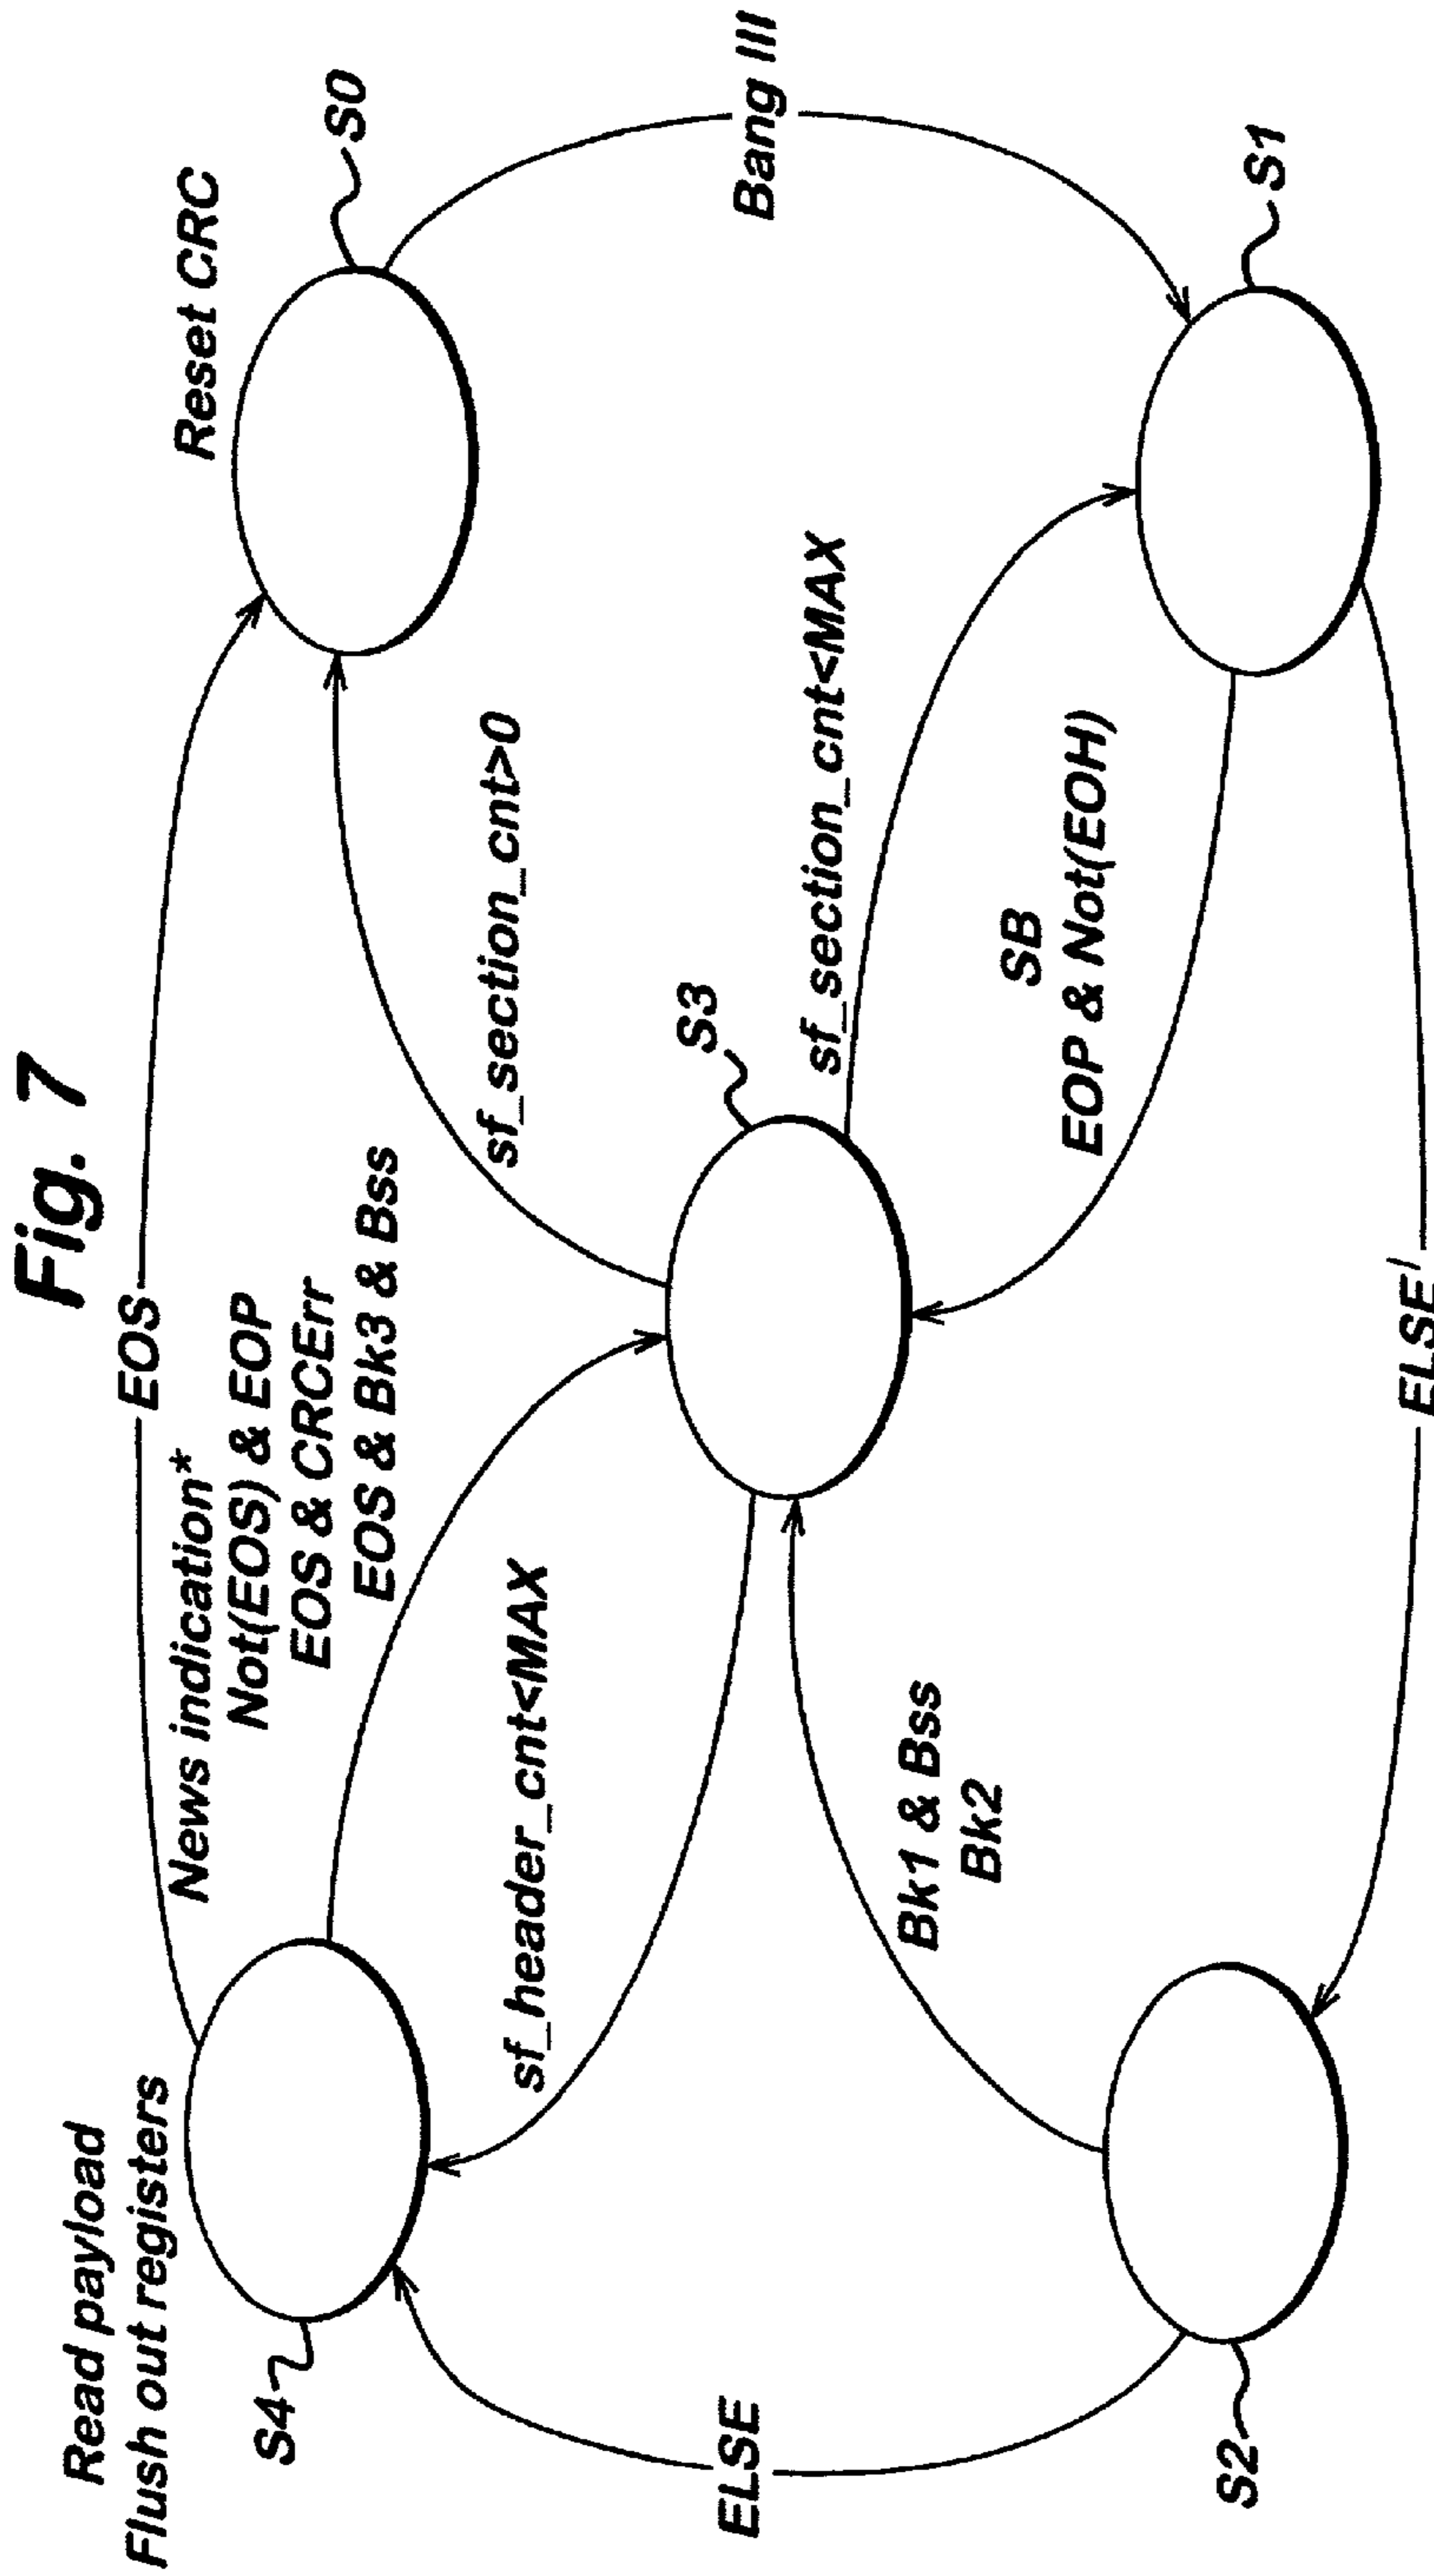 Fig. 7
Read payload
Flush out registers
S4
EOS
News indication*
Not(EOS) & EOP
EOS & CRCErr
EOS & Bk3 & Bss
Reset CRC
S0
sf_section_cnt>0
sf_header_cnt<MAX
S3
Bang III
sf_section_cnt<MAX
SB
EOP & Not(EOH)
Bk1 & Bss
Bk2
ELSE
S2
S1
ELSE